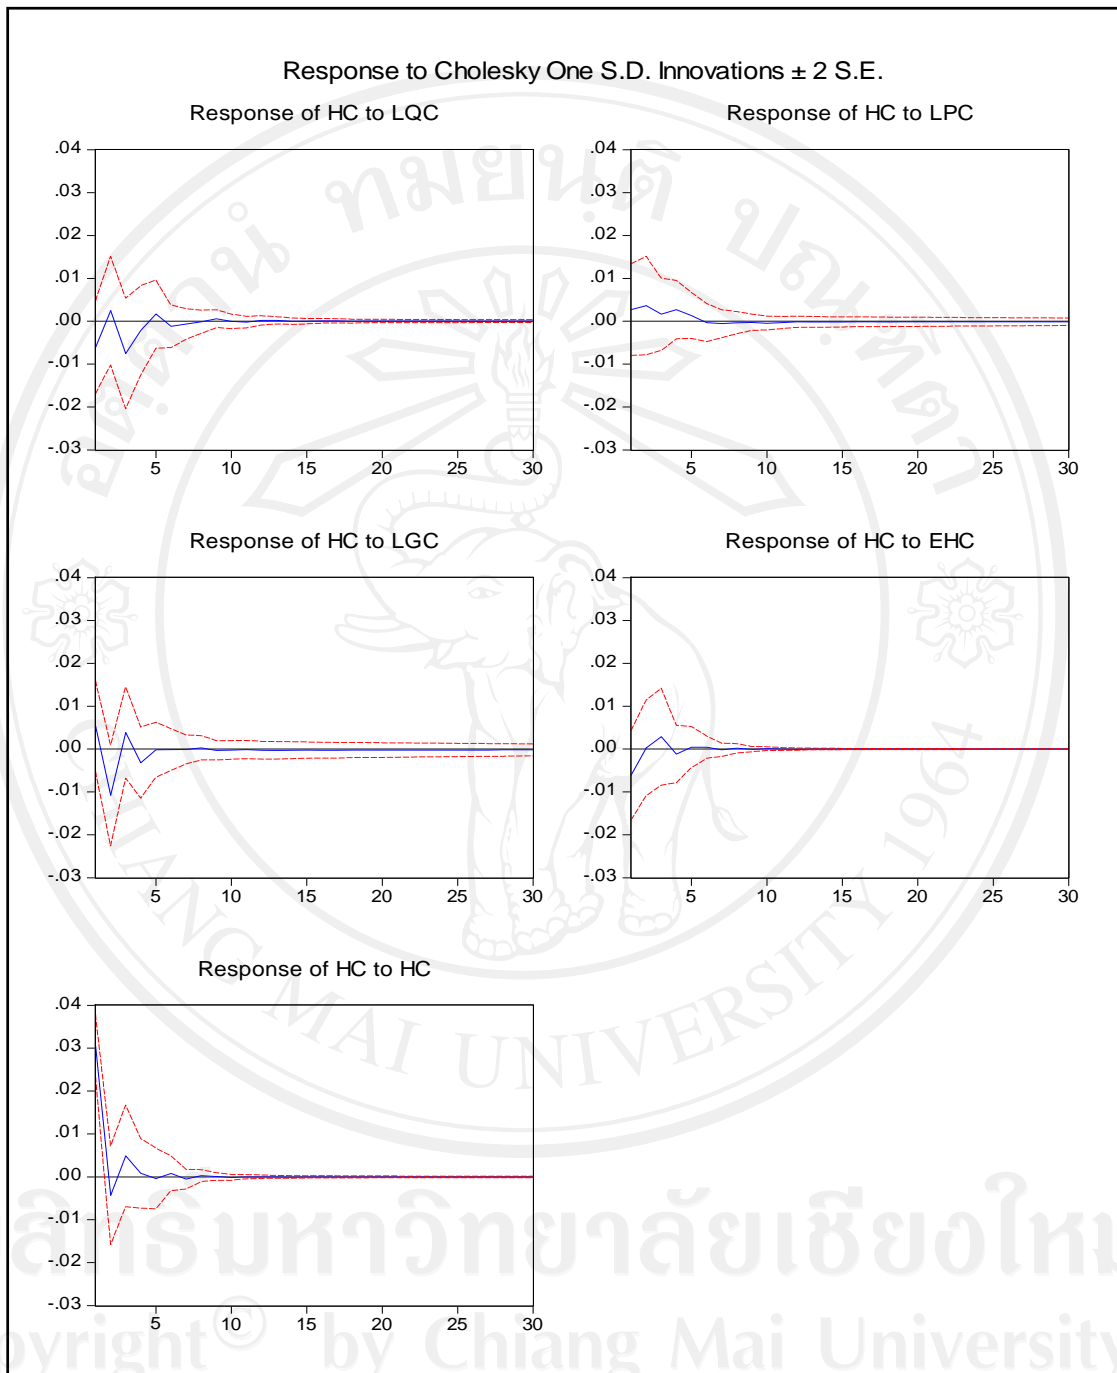 Response to Cholesky One S.D. Innovations ± 2 S.E.
Response of HC to LQC
.04
.03
.02
.01
.00
-.01
-.02
-.03
5 10 15 20 25 30
Response of HC to LPC
.04
.03
.02
.01
.00
-.01
-.02
-.03
5 10 15 20 25 30
Response of HC to LGC
.04
.03
.02
.01
.00
-.01
-.02
-.03
5 10 15 20 25 30
Response of HC to EHC
.04
.03
.02
.01
.00
-.01
-.02
-.03
5 10 15 20 25 30
Response of HC to HC
.04
.03
.02
.01
.00
-.01
-.02
-.03
5 10 15 20 25 30
CHIANG MAI UNIVERSITY 1964
สิทธิมหาวิทยาลัยเชียงใหม
opyright © by Chiang Mai University